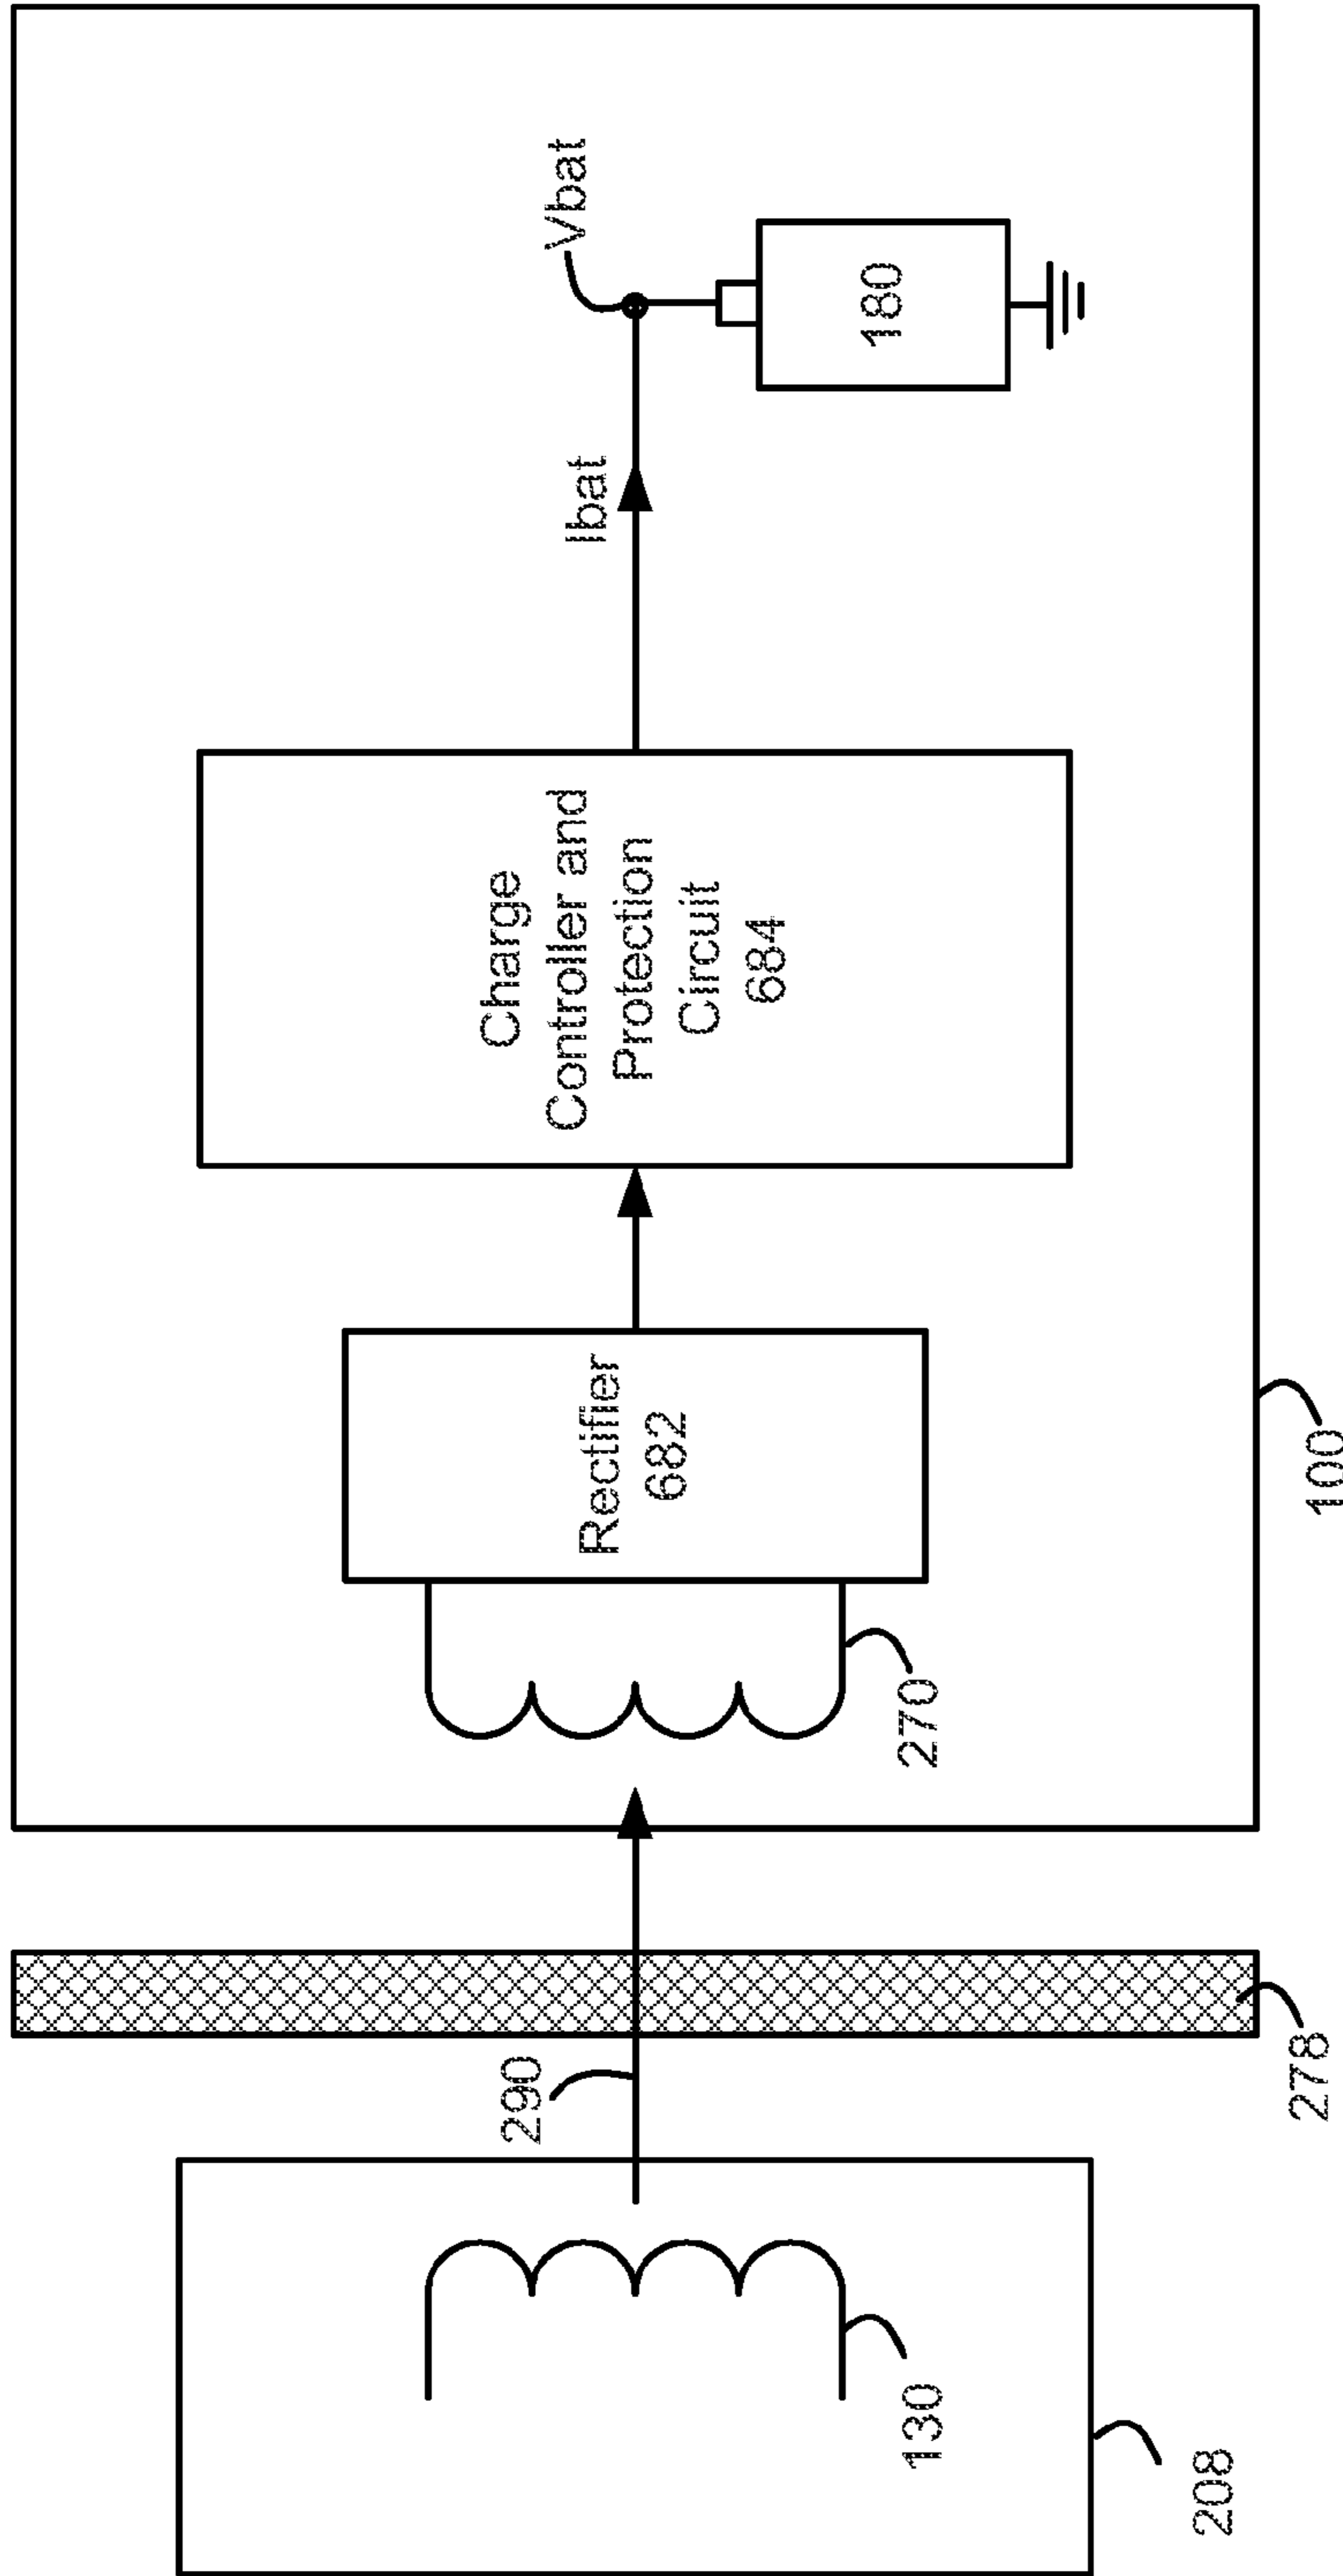 208
130
290
278
270
Rectifier
682
Charge
Controller and
Protection
Circuit
684
Ibat
Vbat
180
100